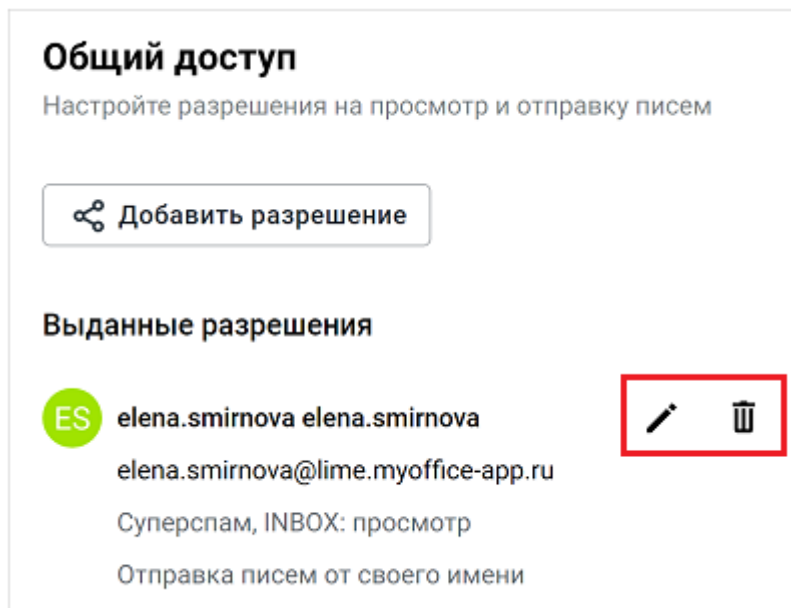 Общий доступ
Настройте разрешения на просмотр и отправку писем
Добавить разрешение
Выданные разрешения
ES elena.smirnova elena.smirnova
elena.smirnova@lime.myoffice-app.ru
Суперспам, INBOX: просмотр
Отправка писем от своего имени